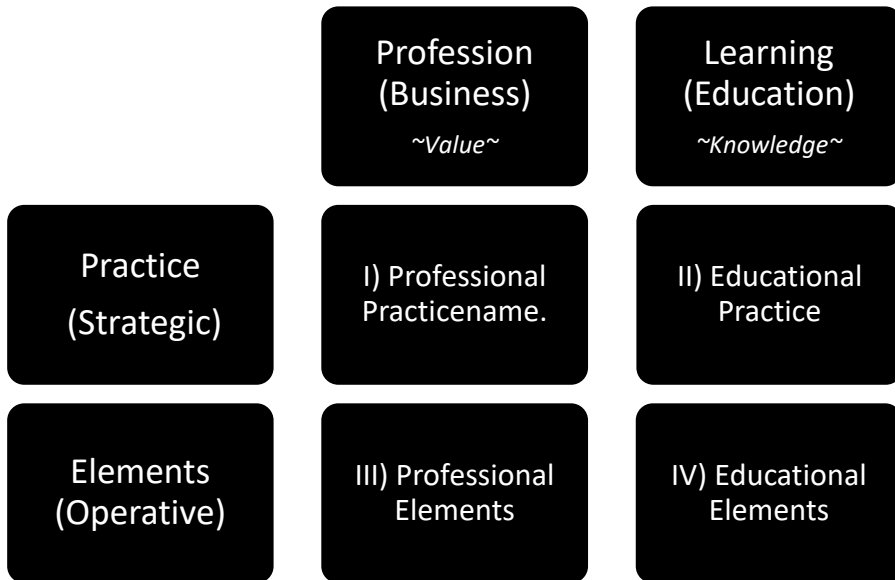 Profession
(Business)
~Value~
Learning
(Education)
~Knowledge~
Practice
(Strategic)
I) Professional
Practicename.
II) Educational
Practice
Elements
(Operative)
III) Professional
Elements
IV) Educational
Elements